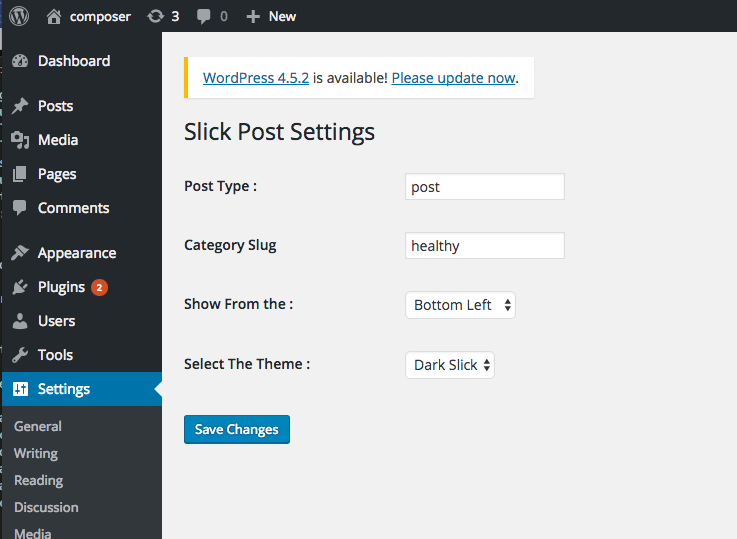 composer 3 0 New
Dashboard
Posts
Media
Pages
Comments
Appearance
Plugins 2
Users
Tools
Settings
General
Writing
Reading
Discussion
Media
WordPress 4.5.2 is available! Please update now.
Slick Post Settings
Post Type : post
Category Slug healthy
Show From the : Bottom Left
Select The Theme : Dark Slick
Save Changes